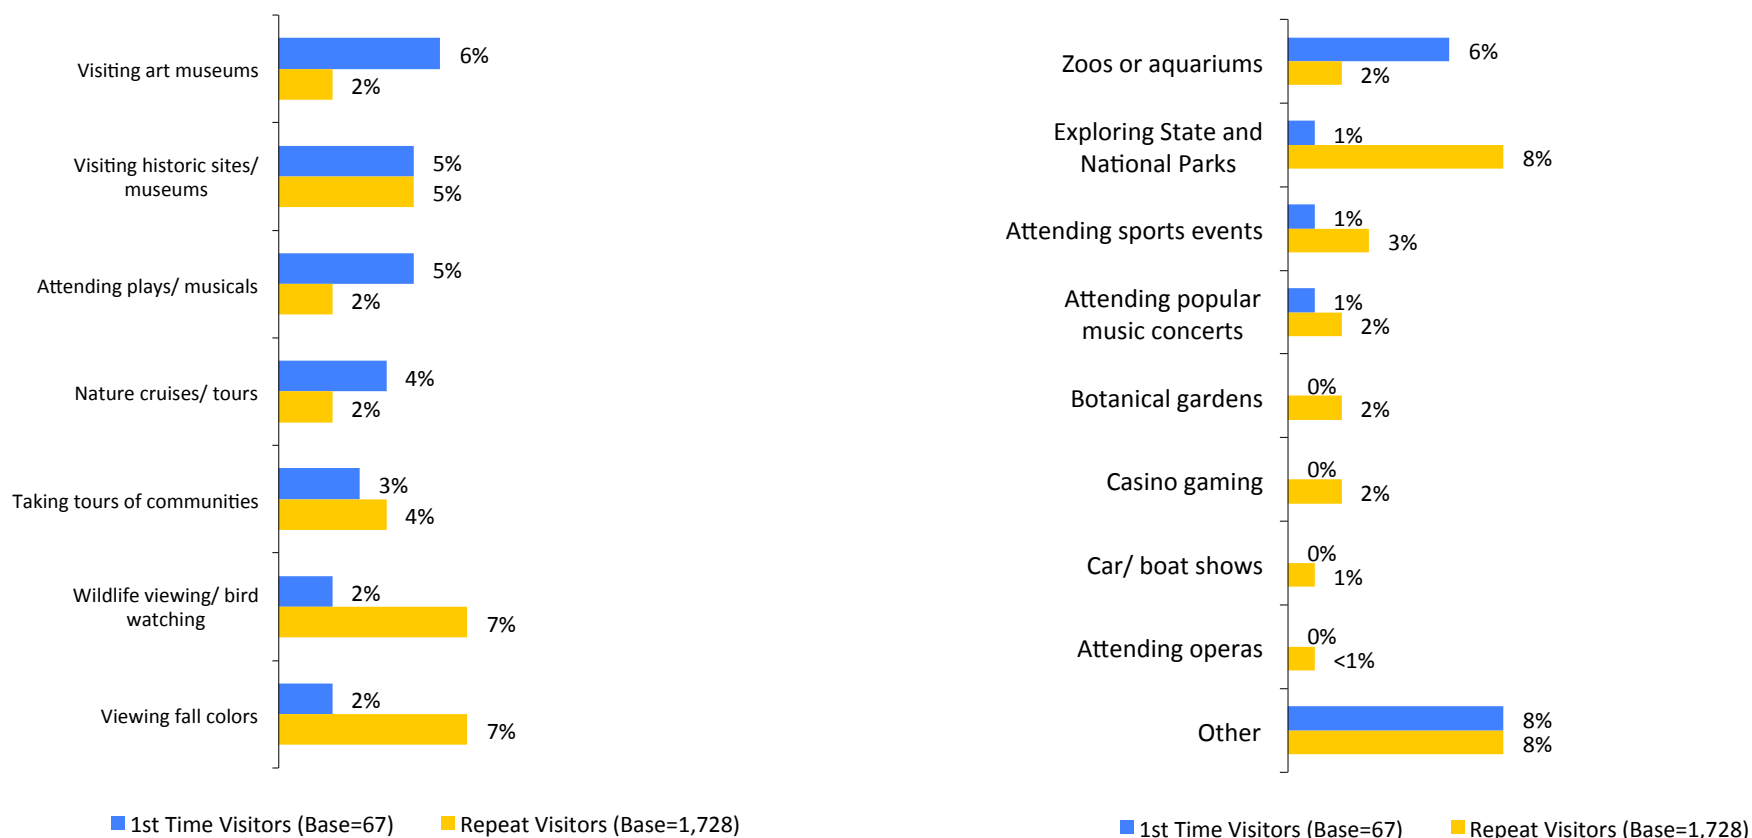 Visiting art museums
6%
2%
Visiting historic sites/
museums
5%
5%
Attending plays/ musicals
5%
2%
Nature cruises/ tours
4%
2%
Taking tours of communities
3%
4%
Wildlife viewing/ bird
watching
2%
7%
Viewing fall colors
2%
7%
1st Time Visitors (Base=67)
Repeat Visitors (Base=1,728)
Zoos or aquariums
6%
2%
Exploring State and
National Parks
1%
8%
Attending sports events
1%
3%
Attending popular
music concerts
1%
2%
Botanical gardens
0%
2%
Casino gaming
0%
2%
Car/ boat shows
0%
1%
Attending operas
0%
<1%
Other
8%
8%
1st Time Visitors (Base=67)
Repeat Visitors (Base=1,728)